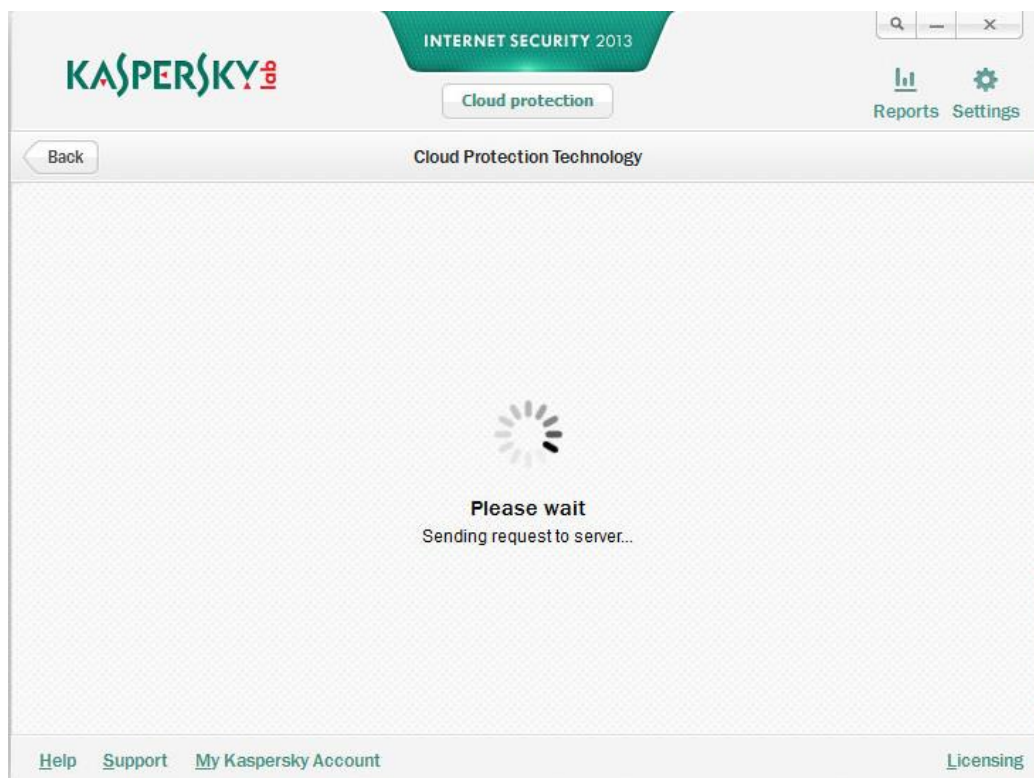 INTERNET SECURITY 2013
KASPERSKY lab
Cloud protection
Reports Settings
Back
Cloud Protection Technology
Please wait
Sending request to server...
Help Support My Kaspersky Account Licensing